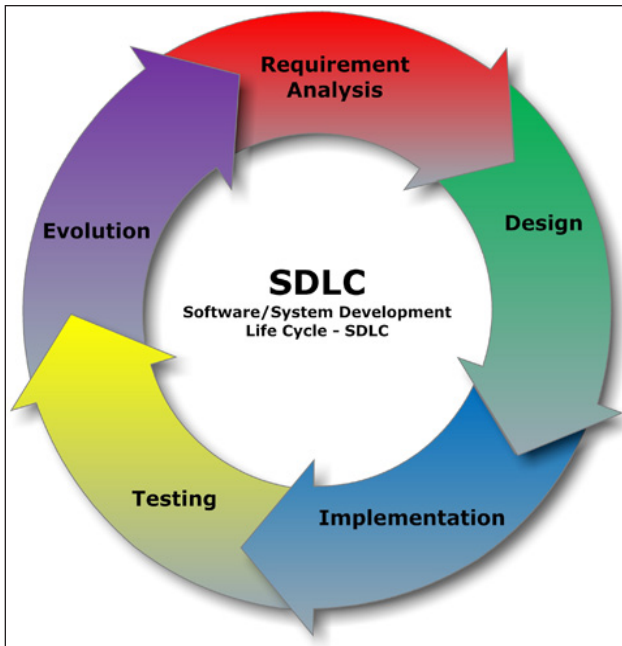 Requirement
Analysis
Evolution
Design
SDLC
Software/System Development
Life Cycle - SDLC
Testing
Implementation